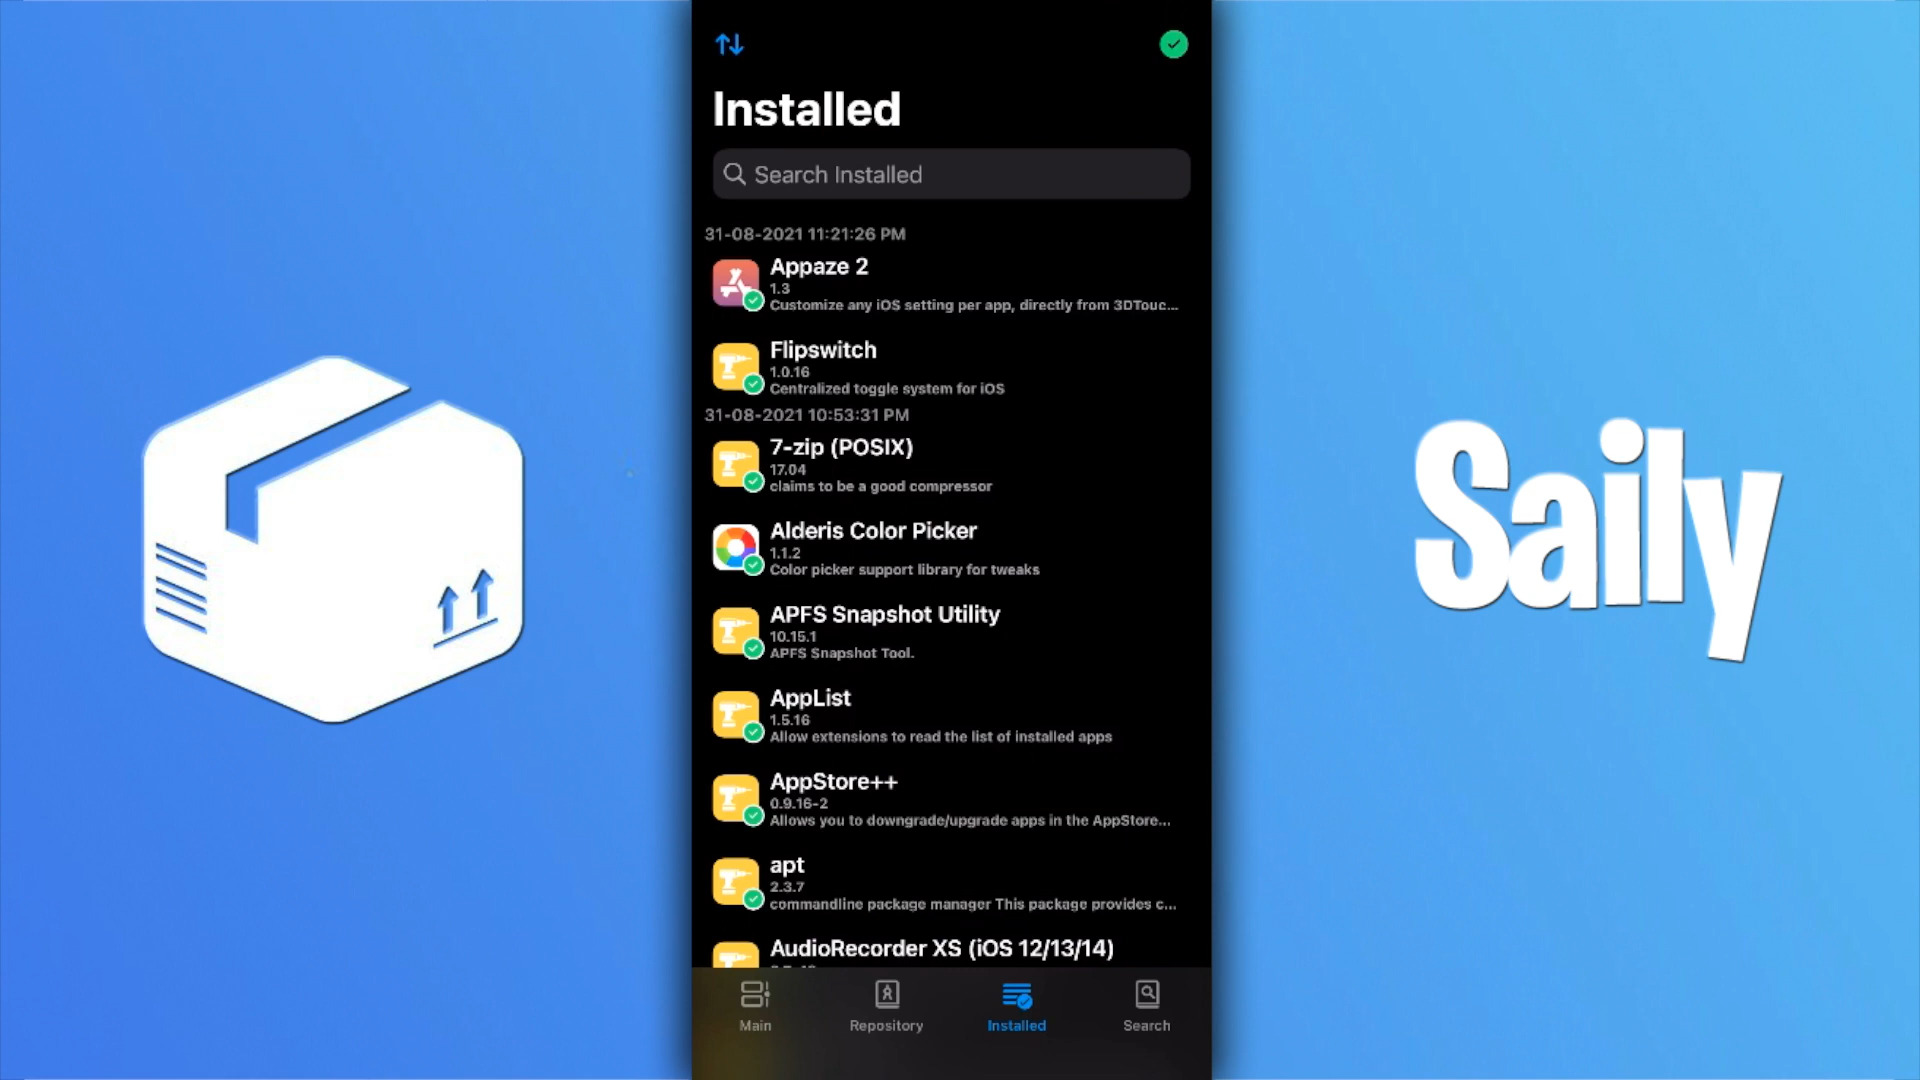 Installed
Search Installed
31-08-2021 11:21:26 PM
Appaze 2
1.3
Customize any iOS setting per app, directly from 3DTouc...
Flipswitch
1.0.16
Centralized toggle system for iOS
31-08-2021 10:53:31 PM
7-zip (POSIX)
17.04
claims to be a good compressor
Alderis Color Picker
1.1.2
Color picker support library for tweaks
APFS Snapshot Utility
10.15.1
APFS Snapshot Tool.
AppList
1.5.16
Allow extensions to read the list of installed apps
AppStore++
0.9.16-2
Allows you to downgrade/upgrade apps in the AppStore...
apt
2.3.7
commandline package manager This package provides c...
AudioRecorder XS (iOS 12/13/14)
Main
Repository
Installed
Search
Saily